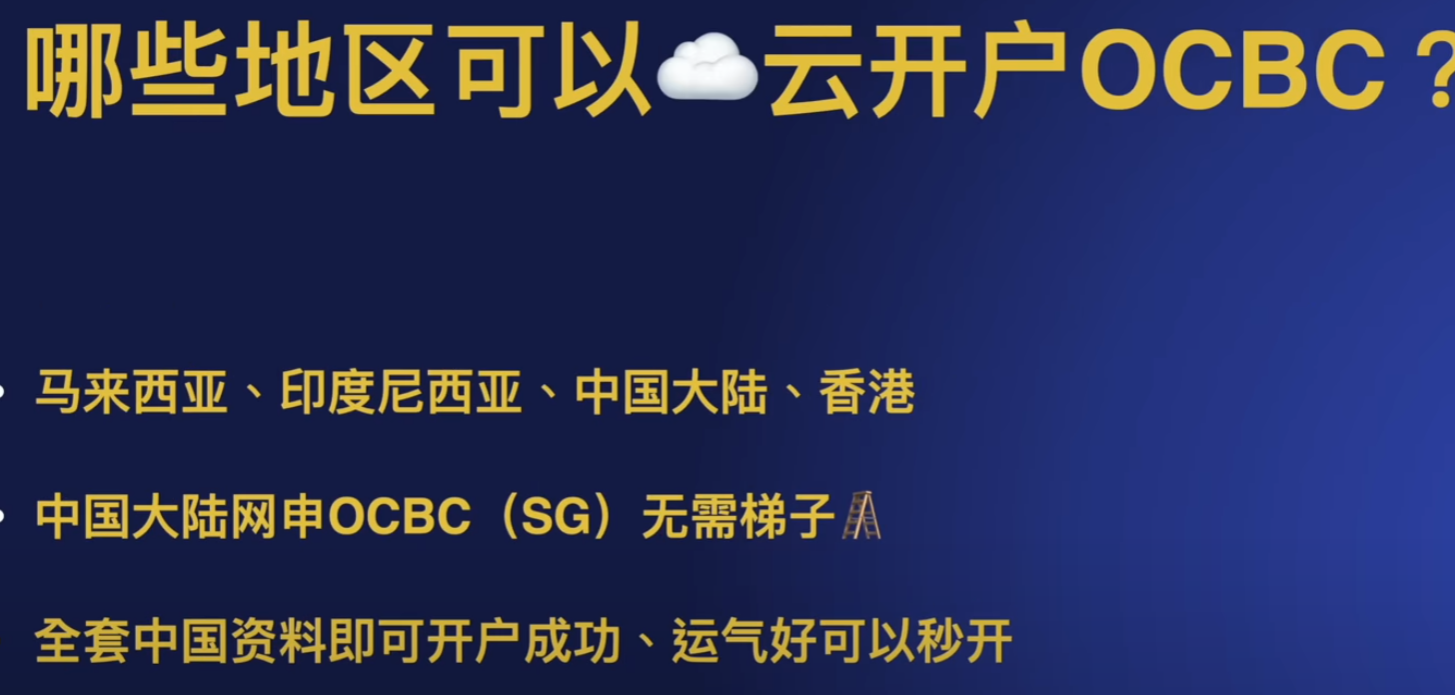 哪些地区可以☁️云开户OCBC？
马来西亚、印度尼西亚、中国大陆、香港
中国大陆网申OCBC（SG）无需梯子🪜
全套中国资料即可开户成功、运气好可以秒开